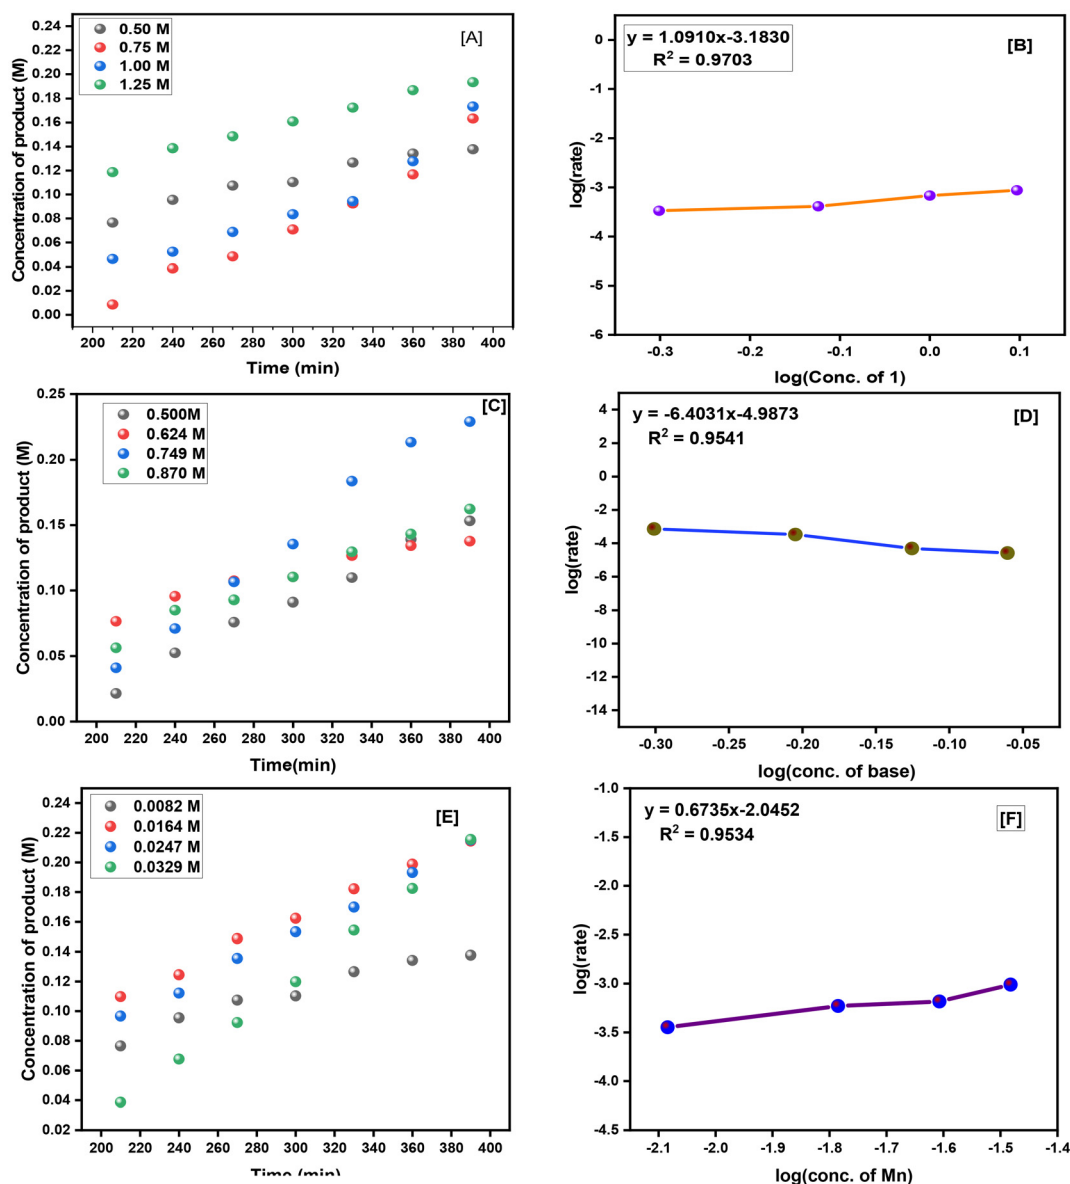 [A]
0.50 M
0.75 M
1.00 M
1.25 M
0.24
0.22
0.20
0.18
0.16
0.14
0.12
0.10
0.08
0.06
0.04
0.02
0.00
Concentration of product (M)
200 220 240 260 280 300 320 340 360 380 400
Time (min)
[B]
y = 1.0910x-3.1830
R² = 0.9703
0
-1
-2
-3
-4
-5
-6
log(rate)
-0.3 -0.2 -0.1 0.0 0.1
log(Conc. of 1)
[C]
0.500M
0.624 M
0.749 M
0.870 M
0.25
0.20
0.15
0.10
0.05
0.00
Concentration of product (M)
200 220 240 260 280 300 320 340 360 380 400
Time(min)
[D]
y = -6.4031x-4.9873
R² = 0.9541
4
2
0
-2
-4
-6
-8
-10
-12
-14
log(rate)
-0.30 -0.25 -0.20 -0.15 -0.10 -0.05
log(conc. of base)
[E]
0.0082 M
0.0164 M
0.0247 M
0.0329 M
0.24
0.22
0.20
0.18
0.16
0.14
0.12
0.10
0.08
0.06
0.04
0.02
Concentration of product (M)
200 220 240 260 280 300 320 340 360 380 400
Time (min)
[F]
y = 0.6735x-2.0452
R² = 0.9534
-1.0
-1.5
-2.0
-2.5
-3.0
-3.5
-4.0
-4.5
log(rate)
-2.1 -2.0 -1.9 -1.8 -1.7 -1.6 -1.5 -1.4
log(conc. of Mn)